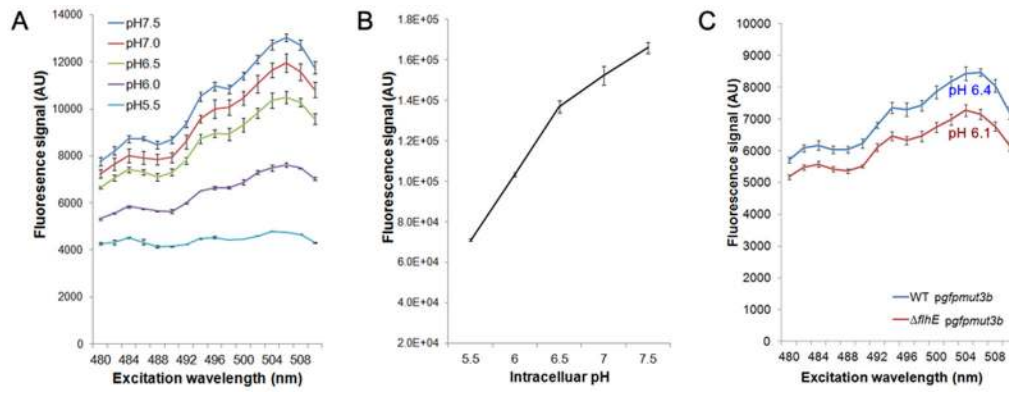 A
pH7.5
pH7.0
pH6.5
pH6.0
pH5.5
Fluoresence signal (AU)
14000
12000
10000
8000
6000
4000
2000
0
480 484 488 492 496 500 504 508
Excitation wavelength (nm)
B
Fluorescence signal (AU)
1.8E+05
1.6E+05
1.4E+05
1.2E+05
1.0E+05
8.0E+04
6.0E+04
4.0E+04
2.0E+04
5.5 6 6.5 7 7.5
Intracelluar pH
C
Fluorescence signal (AU)
10000
9000
8000
7000
6000
5000
4000
3000
2000
1000
0
pH 6.4
pH 6.1
WT pgfpmut3b
ΔflhE pgfpmut3b
480 484 488 492 496 500 504 508
Excitation wavelength (nm)